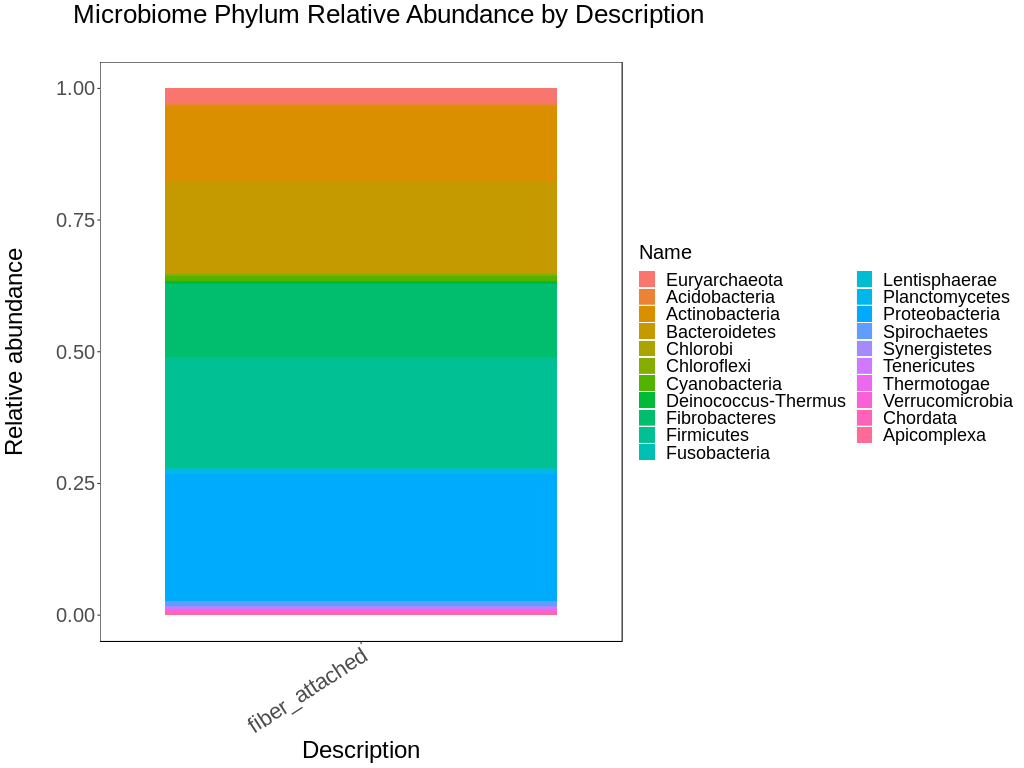 Microbiome Phylum Relative Abundance by Description
Relative abundance
1.00
0.75
0.50
0.25
0.00
fiber_attached
Description
Name
Euryarchaeota
Acidobacteria
Actinobacteria
Bacteroidetes
Chlorobi
Chloroflexi
Cyanobacteria
Deinococcus-Thermus
Fibrobacteres
Firmicutes
Fusobacteria
Lentisphaerae
Planctomycetes
Proteobacteria
Spirochaetes
Synergistetes
Tenericutes
Thermotogae
Verrucomicrobia
Chordata
Apicomplexa